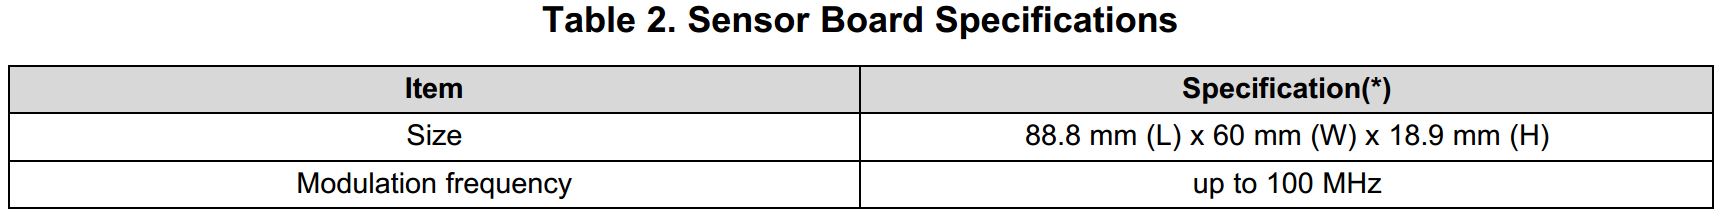 Table 2. Sensor Board Specifications
Item Specification(*)
Size 88.8 mm (L) x 60 mm (W) x 18.9 mm (H)
Modulation frequency up to 100 MHz